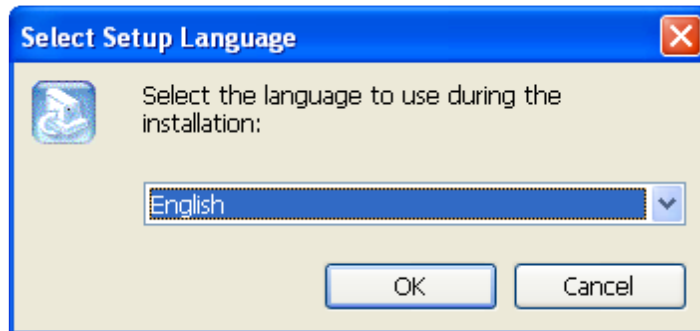 Select Setup Language
Select the language to use during the
installation:
English
OK
Cancel